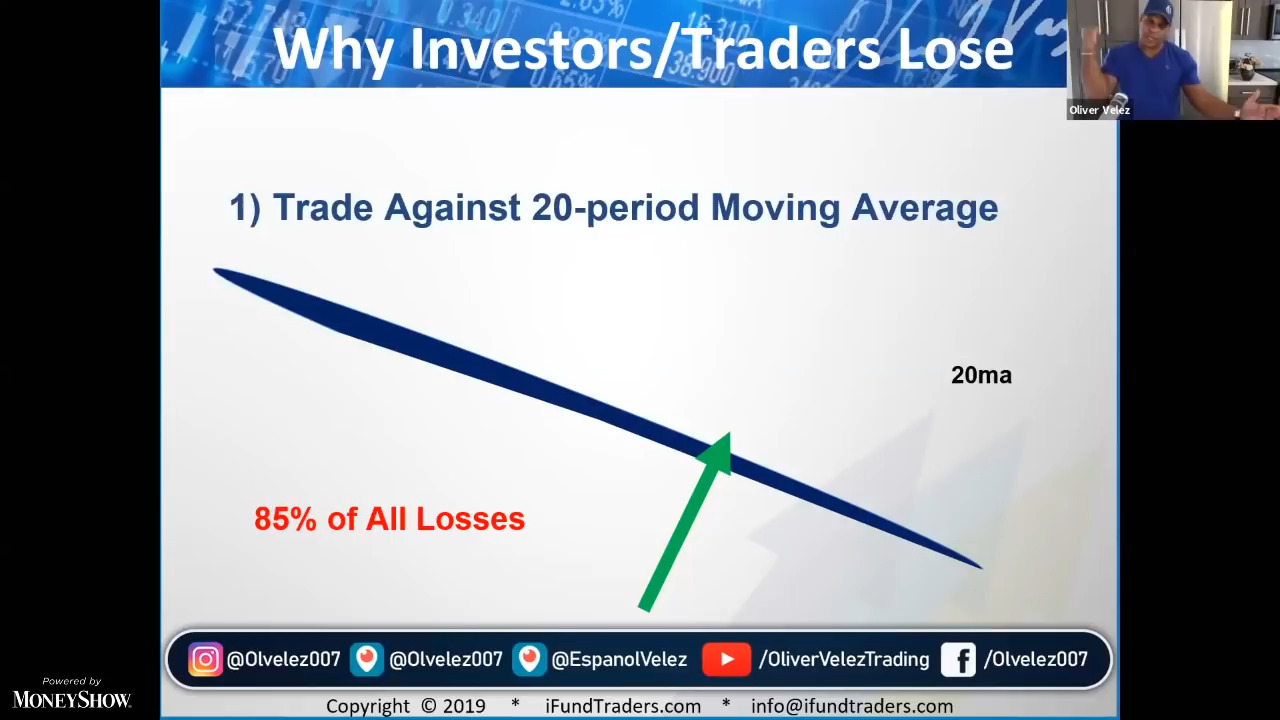 Why Investors/Traders Lose
Oliver Velez
1) Trade Against 20-period Moving Average
20ma
85% of All Losses
@Olvelez007 @Olvelez007 @EspanolVelez /OliverVelezTrading /Olvelez007
Powered by
MONEYSHOW
Copyright © 2019 * iFundTraders.com * info@ifundtraders.com